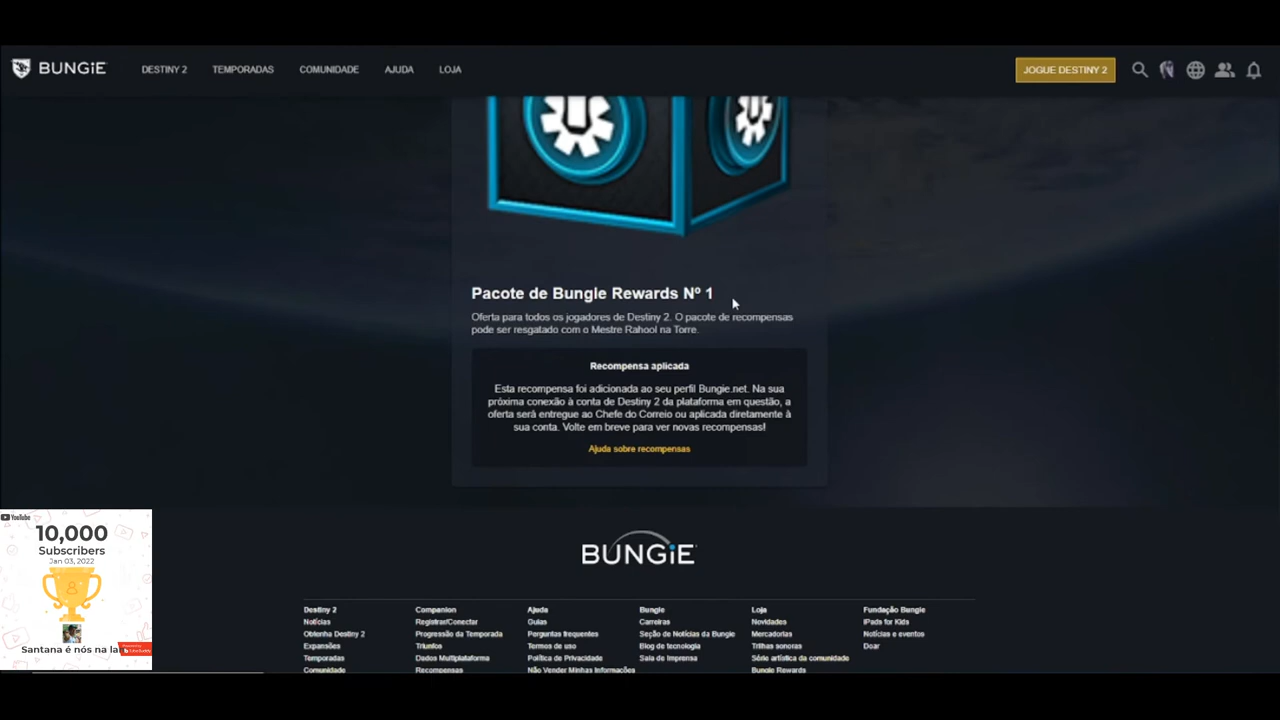 BUNGiE
DESTINY 2 TEMPORADAS COMUNIDADE AJUDA LOJA
JOGUE DESTINY 2
Pacote de Bungie Rewards Nº 1
Oferta para todos os jogadores de Destiny 2. O pacote de recompensas
pode ser resgatado com o Mestre Rahool na Torre.
Recompensa aplicada
Esta recompensa foi adicionada ao seu perfil Bungie.net. Na sua
próxima conexão à conta de Destiny 2 da plataforma em questão, a
oferta será entregue ao Chefe do Correio ou aplicada diretamente à
sua conta. Volte em breve para ver novas recompensas!
Ajuda sobre recompensas
YouTube
10,000
Subscribers
Jan 03, 2022
Santana é nós na la
BUNGiE
Destiny 2 Companion Ajuda Bungie Loja Fundação Bungie
Notícias Registrar/Conectar Guias Carreiras Novidades iPads for Kids
Obtenha Destiny 2 Progressão da Temporada Perguntas frequentes Seção de Notícias da Bungie Mercadorias Notícias e eventos
Expansões Triunfos Termos de uso Blog de tecnologia Trilhas sonoras Doar
Temporadas Dados Multiplataforma Política de Privacidade Sala de Imprensa Série artística da comunidade
Comunidade Recompensas Não Vender Minhas Informações Bungie Rewards